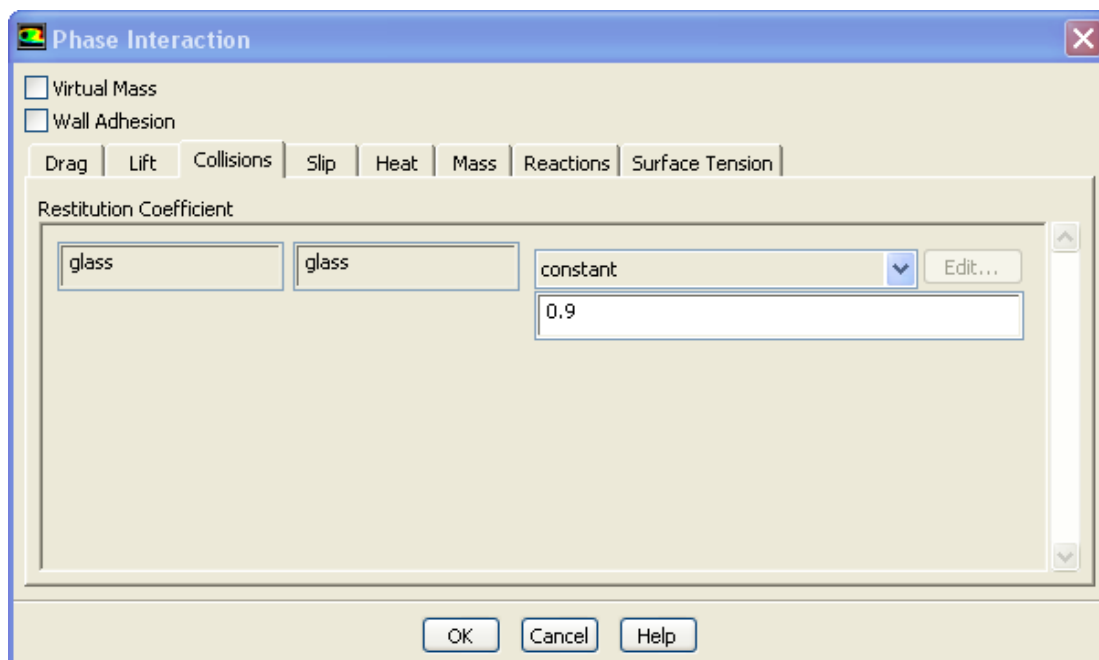 Phase Interaction
Virtual Mass
Wall Adhesion
Drag Lift Collisions Slip Heat Mass Reactions Surface Tension
Restitution Coefficient
glass glass constant Edit...
0.9
OK Cancel Help